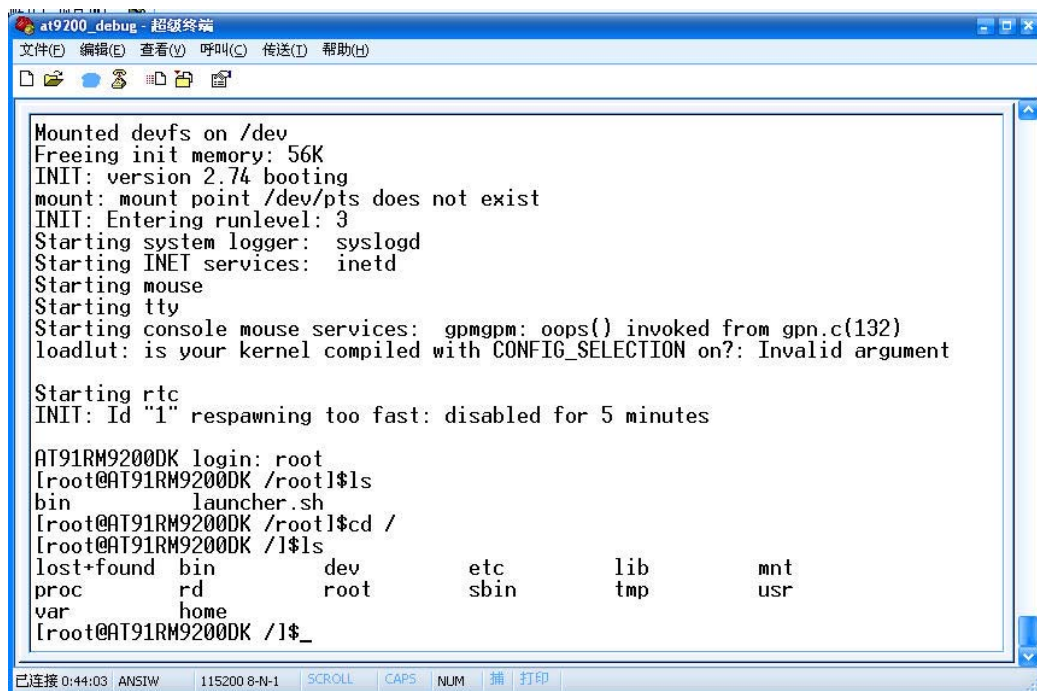 at9200_debug - 超级终端
文件(F) 编辑(E) 查看(V) 呼叫(C) 传送(T) 帮助(H)
Mounted devfs on /dev
Freeing init memory: 56K
INIT: version 2.74 booting
mount: mount point /dev/pts does not exist
INIT: Entering runlevel: 3
Starting system logger:  syslogd
Starting INET services:  inetd
Starting mouse
Starting tty
Starting console mouse services:  gpmgpm: oops() invoked from gpn.c(132)
loadlut: is your kernel compiled with CONFIG_SELECTION on?: Invalid argument
Starting rtc
INIT: Id "1" respawning too fast: disabled for 5 minutes
AT91RM9200DK login: root
[root@AT91RM9200DK /root]$ls
bin             launcher.sh
[root@AT91RM9200DK /root]$cd /
[root@AT91RM9200DK /]$ls
lost+found  bin         dev         etc         lib         mnt
proc        rd          root        sbin        tmp         usr
var         home
[root@AT91RM9200DK /]$_
已连接 0:44:03 ANSIW 115200 8-N-1 SCROLL CAPS NUM 捕 打印